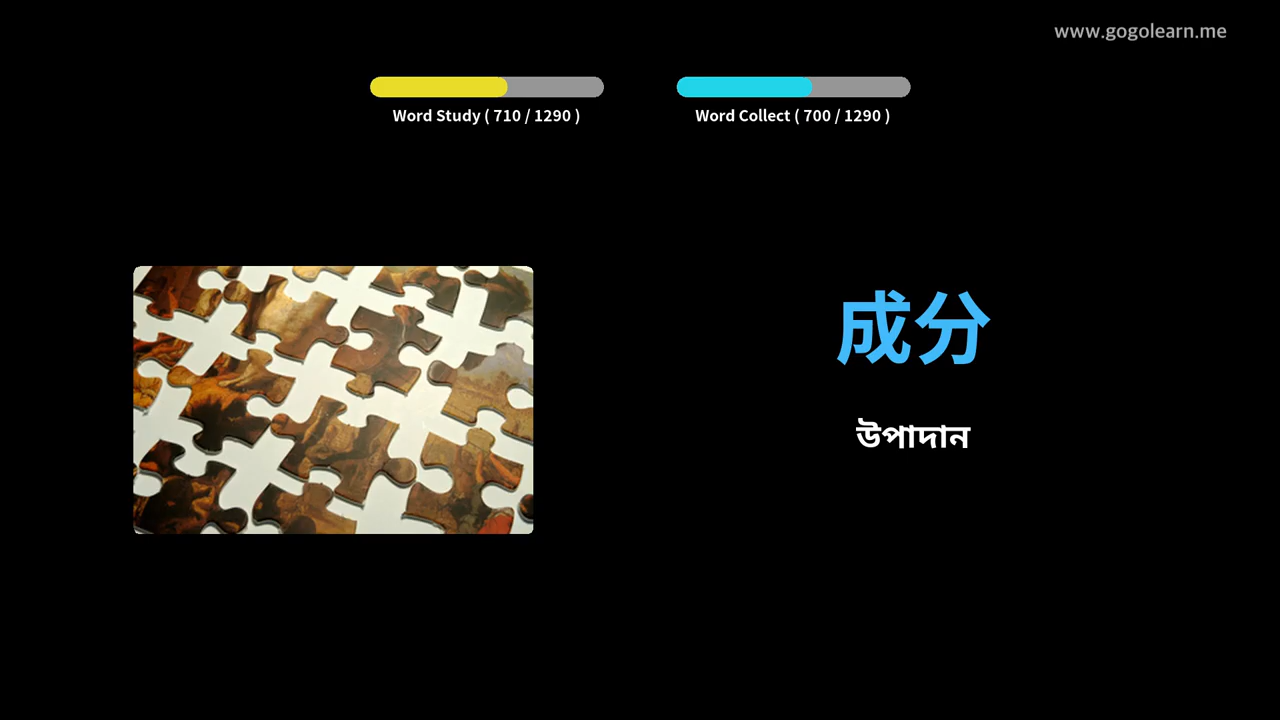 www.gogolearn.me
Word Study ( 710 / 1290 )
Word Collect ( 700 / 1290 )
成分
উপাদান